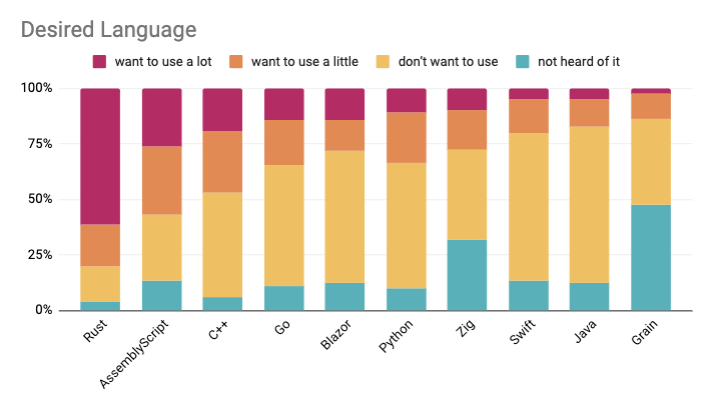 Desired Language
want to use a lot want to use a little don't want to use not heard of it
100%
75%
50%
25%
0%
Rust AssemblyScript C++ Go Blazor Python Zig Swift Java Grain